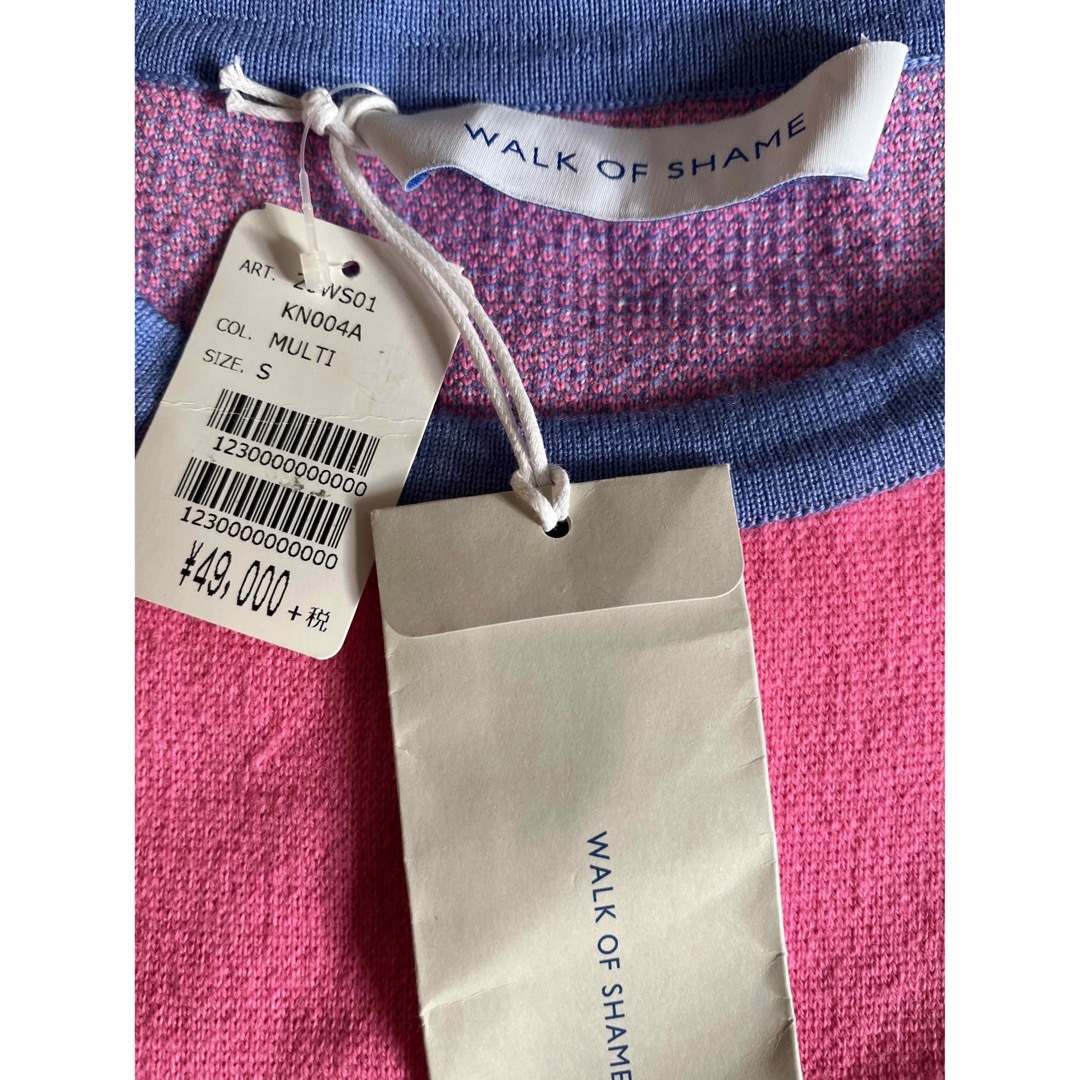 WALK OF SHAME
ART.
KN004A
COL. MULTI
SIZE. S
1230000000000
1230000000000
¥49,000 +税
WALK OF SHAME